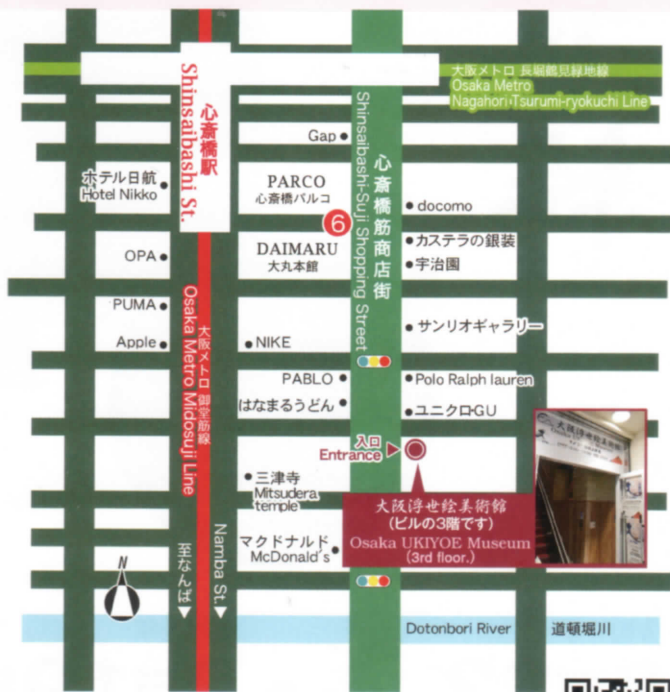 大阪メトロ 長堀鶴見緑地線
Osaka Metro
Nagahori-Tsurumi-ryokuchi Line
心斎橋駅
Shinsaibashi St.
Gap
心斎橋筋商店街
Shinsaibashi-Suji Shopping Street
ホテル日航
Hotel Nikko
PARCO
心斎橋パルコ
6
docomo
OPA
DAIMARU
大丸本館
カステラの銀装
宇治園
PUMA
Apple
大阪メトロ 御堂筋線
Osaka Metro Midosuji Line
NIKE
サンリオギャラリー
PABLO
はなまるうどん
Polo Ralph lauren
ユニクロ・GU
入口
Entrance
三津寺
Mitsudera
temple
大阪浮世絵美術館
(ビルの3階です)
Osaka UKIYOE Museum
(3rd floor.)
大阪浮世絵美術館
マクドナルド
McDonald's
N
至なんば
Namba St.
Dotonbori River
道頓堀川